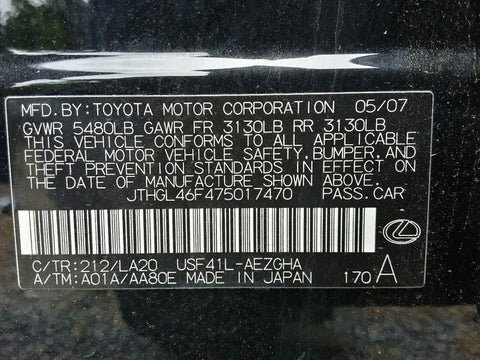 MFD.BY:TOYOTA MOTOR CORPORATION 05/07
GVWR 5480LB GAWR FR 3130LB RR 3130LB
THIS VEHICLE CONFORMS TO ALL APPLICABLE
FEDERAL MOTOR VEHICLE SAFETY,BUMPER,AND
THEFT PREVENTION STANDARDS IN EFFECT ON
THE DATE OF MANUFACTURE SHOWN ABOVE.
JTHGL46F475017470 PASS.CAR
C/TR:212/LA20 USF41L-AEZGHA
A/TM:A01A/AA80E MADE IN JAPAN 170 A